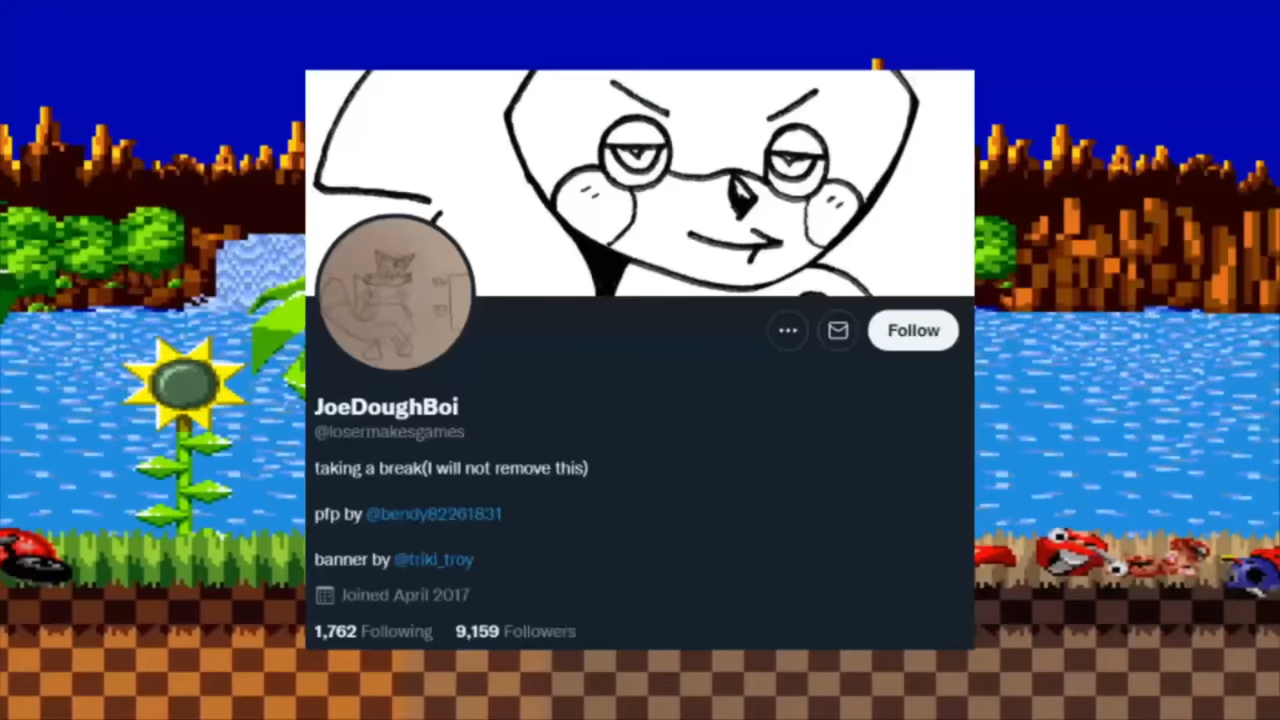 Follow
JoeDoughBoi
@losermakesgames
taking a break(I will not remove this)
pfp by @bendy82261831
banner by @triki_troy
Joined April 2017
1,762 Following 9,159 Followers